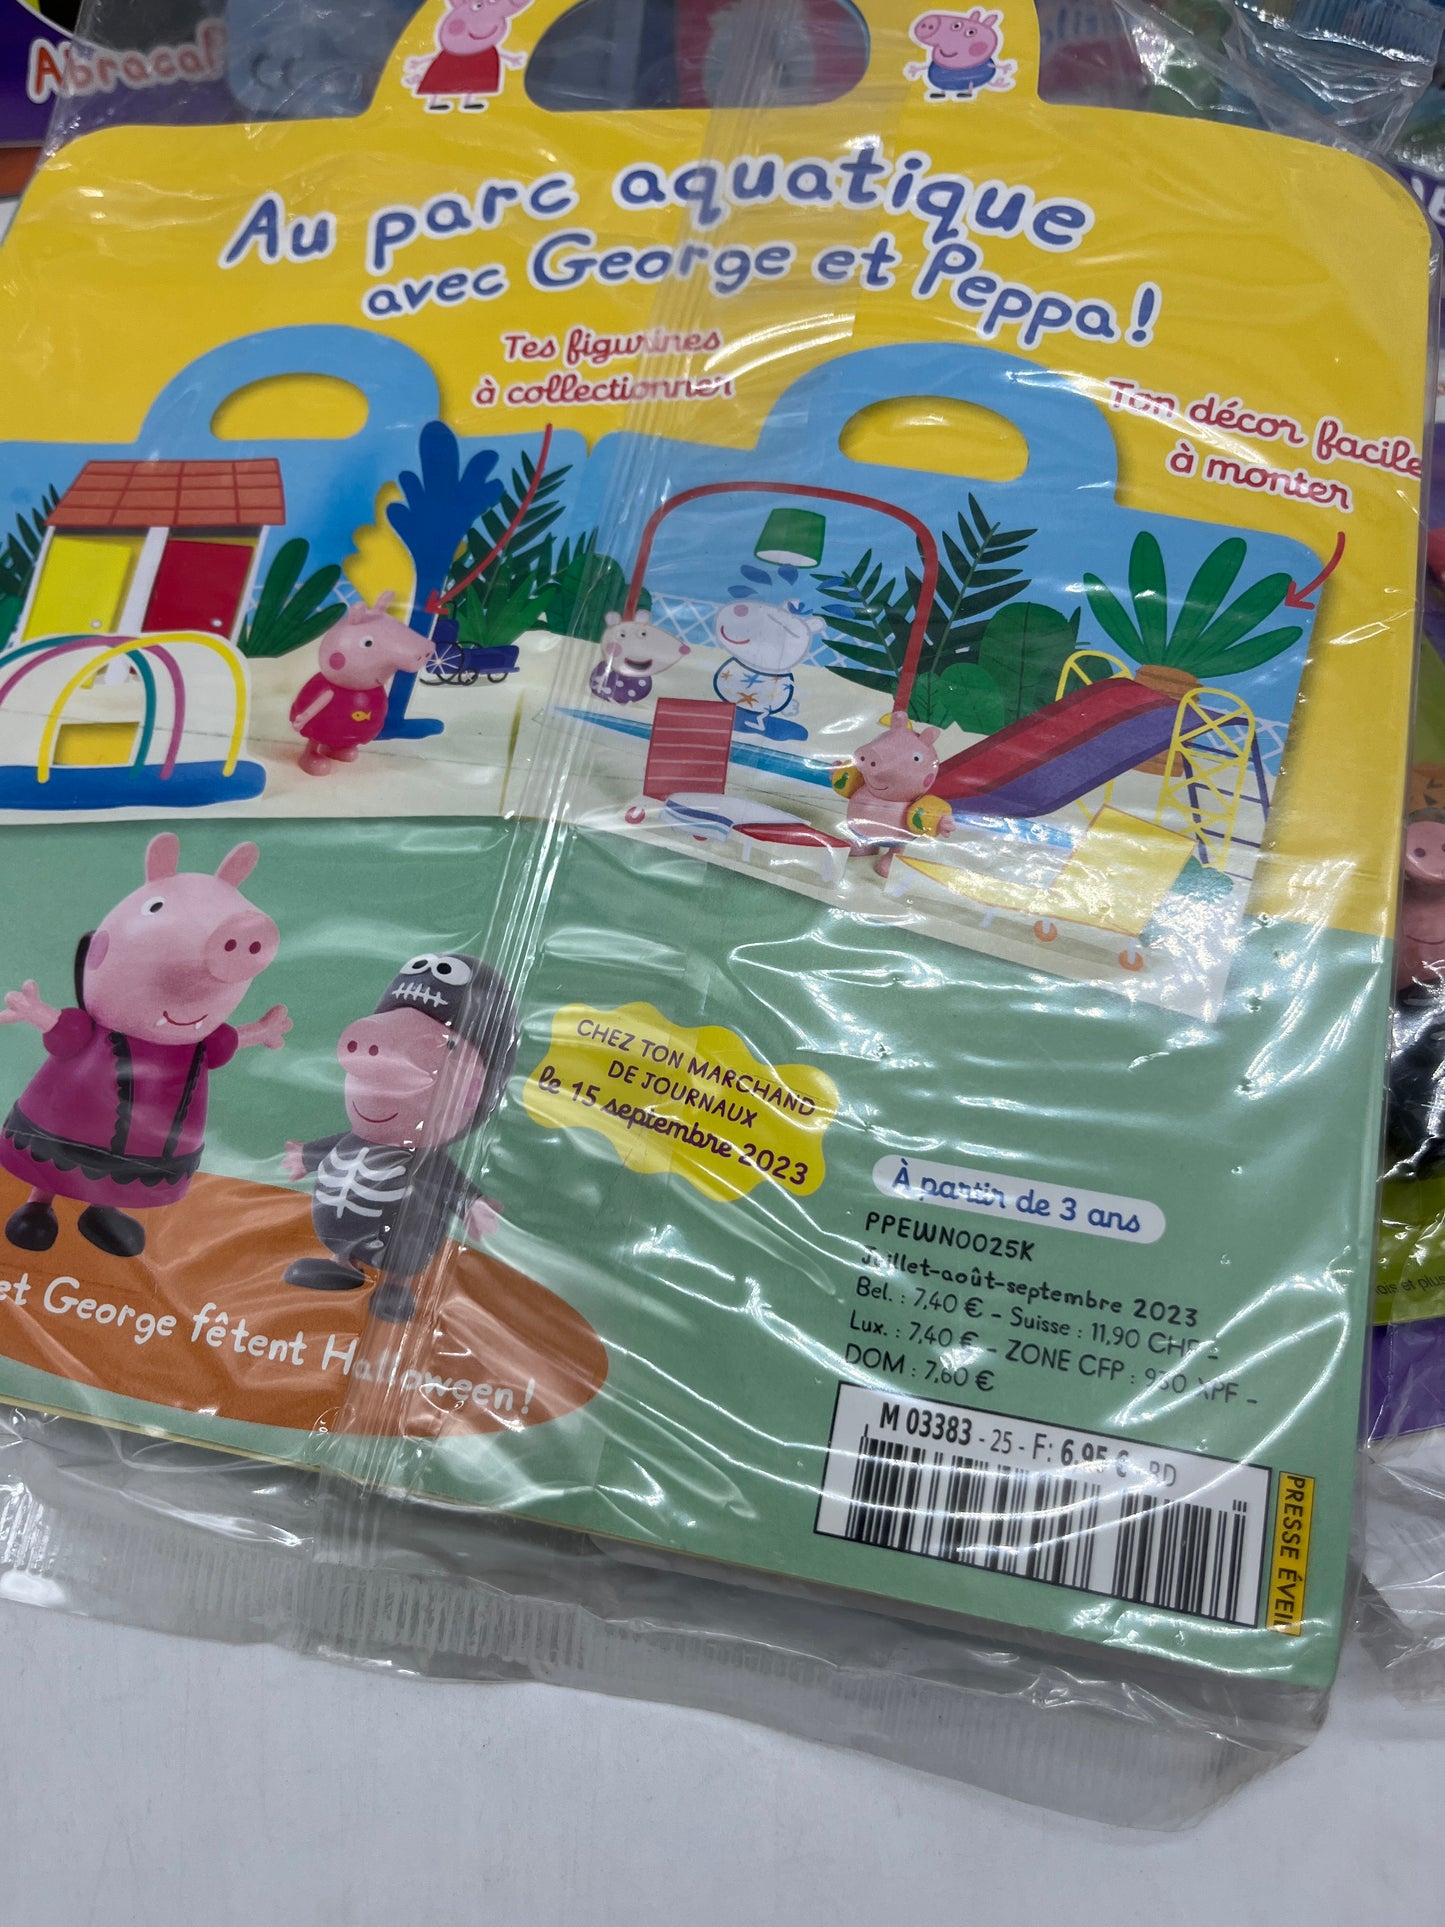 Au parc aquatique
avec George et Peppa!
Tes figurines
à collectionner
Ton décor facile
à monter
CHEZ TON MARCHAND
DE JOURNAUX
le 15 septembre 2023
et George fêtent Halloween!
À partir de 3 ans
PPEWN0025K
Juillet-août-septembre 2023
Bel. : 7,40 € - Suisse : 11,90 CHF -
Lux. : 7,40 € - ZONE CFP : 950 XPF -
DOM : 7,60 €
M 03383 - 25 - F: 6,95 € - RD
PRESSE ÉVEIL